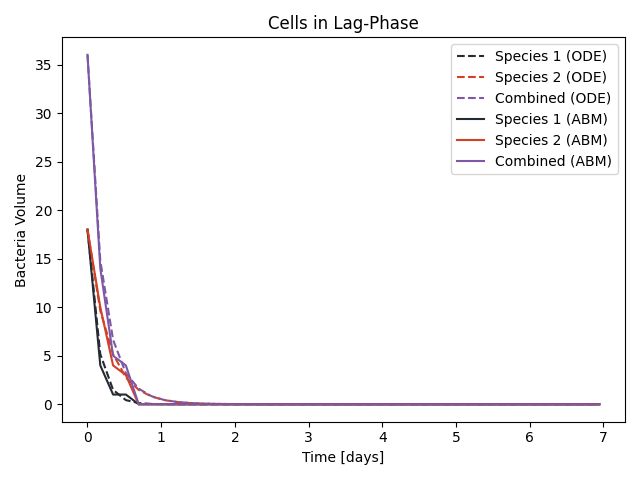 Cells in Lag-Phase
Species 1 (ODE)
Species 2 (ODE)
Combined (ODE)
Species 1 (ABM)
Species 2 (ABM)
Combined (ABM)
Bacteria Volume
35
30
25
20
15
10
5
0
0 1 2 3 4 5 6 7
Time [days]